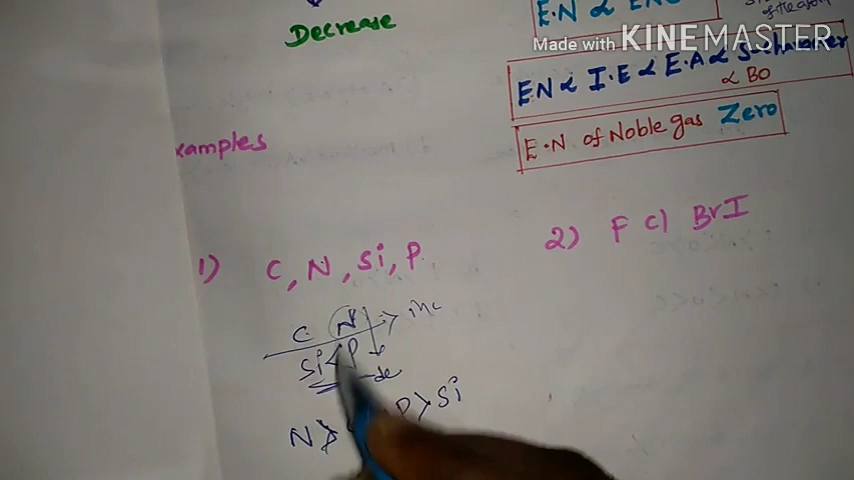 Decrease
E.N ∝ EN
Made with KINEMASTER
EN ∝ I.E ∝ E.A ∝
∝ BO
E.N. of Noble gas Zero
xamples
1) C, N, Si, P.
2) F Cl Br I
C N inc
Si < P
de
N > P > Si